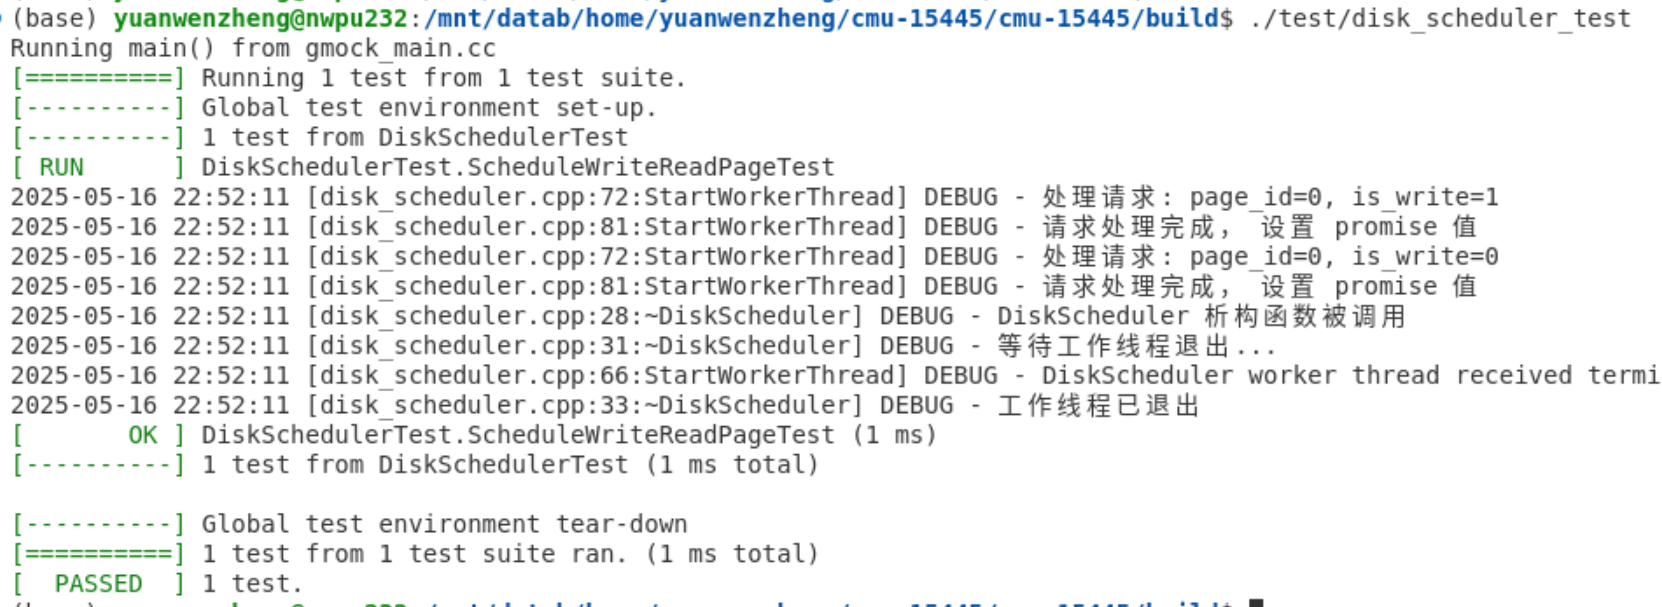 (base) yuanwenzheng@nwpu232:/mnt/datab/home/yuanwenzheng/cmu-15445/cmu-15445/build$ ./test/disk_scheduler_test
Running main() from gmock_main.cc
[==========] Running 1 test from 1 test suite.
[----------] Global test environment set-up.
[----------] 1 test from DiskSchedulerTest
[ RUN      ] DiskSchedulerTest.ScheduleWriteReadPageTest
2025-05-16 22:52:11 [disk_scheduler.cpp:72:StartWorkerThread] DEBUG - 处理请求: page_id=0, is_write=1
2025-05-16 22:52:11 [disk_scheduler.cpp:81:StartWorkerThread] DEBUG - 请求处理完成, 设置 promise 值
2025-05-16 22:52:11 [disk_scheduler.cpp:72:StartWorkerThread] DEBUG - 处理请求: page_id=0, is_write=0
2025-05-16 22:52:11 [disk_scheduler.cpp:81:StartWorkerThread] DEBUG - 请求处理完成, 设置 promise 值
2025-05-16 22:52:11 [disk_scheduler.cpp:28:~DiskScheduler] DEBUG - DiskScheduler 析构函数被调用
2025-05-16 22:52:11 [disk_scheduler.cpp:31:~DiskScheduler] DEBUG - 等待工作线程退出...
2025-05-16 22:52:11 [disk_scheduler.cpp:66:StartWorkerThread] DEBUG - DiskScheduler worker thread received termi
2025-05-16 22:52:11 [disk_scheduler.cpp:33:~DiskScheduler] DEBUG - 工作线程已退出
[       OK ] DiskSchedulerTest.ScheduleWriteReadPageTest (1 ms)
[----------] 1 test from DiskSchedulerTest (1 ms total)
[----------] Global test environment tear-down
[==========] 1 test from 1 test suite ran. (1 ms total)
[  PASSED  ] 1 test.